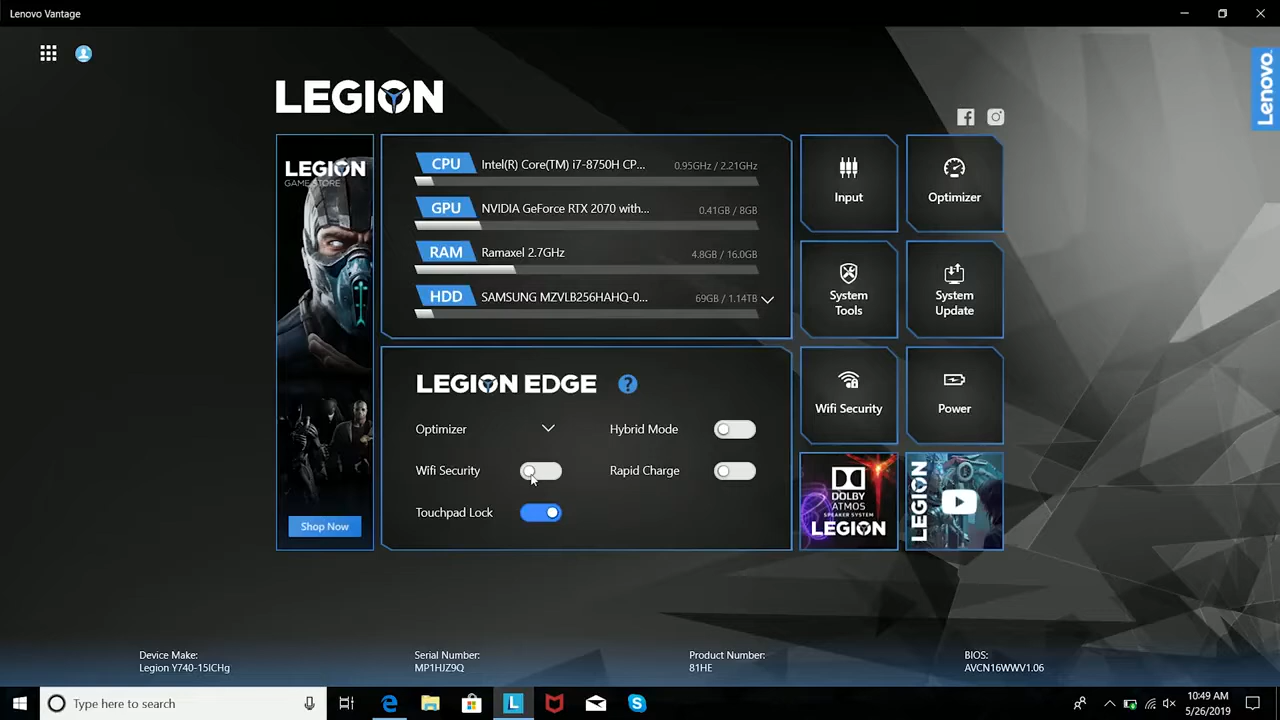 Lenovo Vantage
LEGION
Lenovo
LEGION
GAME STORE
Shop Now
CPU Intel(R) Core(TM) i7-8750H CP... 0.95GHz / 2.21GHz
GPU NVIDIA GeForce RTX 2070 with... 0.41GB / 8GB
RAM Ramaxel 2.7GHz 4.8GB / 16.0GB
HDD SAMSUNG MZVLB256HAHQ-0... 69GB / 1.14TB
LEGION EDGE ?
Optimizer Hybrid Mode
Wifi Security Rapid Charge
Touchpad Lock
Input
Optimizer
System
Tools
System
Update
Wifi Security
Power
DOLBY
ATMOS
SPEAKER SYSTEM
LEGION
LEGION
Device Make:
Legion Y740-15ICHg
Serial Number:
MP1HJZ9Q
Product Number:
81HE
BIOS:
AVCN16WWV1.06
Type here to search
10:49 AM
5/26/2019